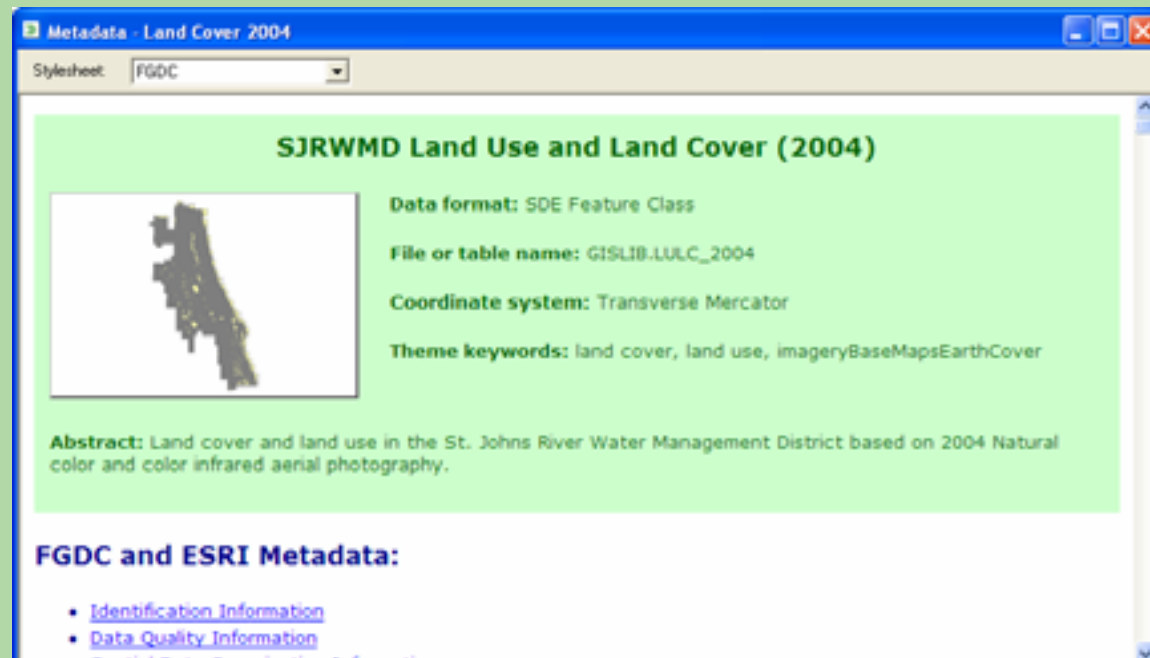 Metadata - Land Cover 2004
Stylesheet: FGDC
SJRWMD Land Use and Land Cover (2004)
Data format: SDE Feature Class
File or table name: GISLIB.LULC_2004
Coordinate system: Transverse Mercator
Theme keywords: land cover, land use, imageryBaseMapsEarthCover
Abstract: Land cover and land use in the St. Johns River Water Management District based on 2004 Natural
color and color infrared aerial photography.
FGDC and ESRI Metadata:
Identification Information
Data Quality Information